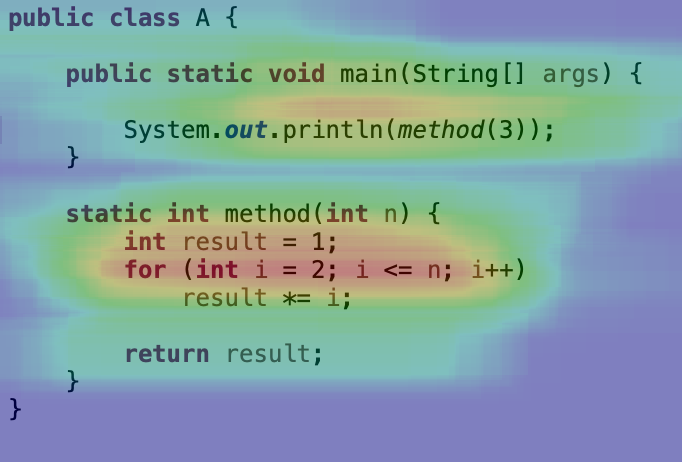 public class A {
public static void main(String[] args) {
System.out.println(method(3));
}
static int method(int n) {
int result = 1;
for (int i = 2; i <= n; i++)
result *= i;
return result;
}
}